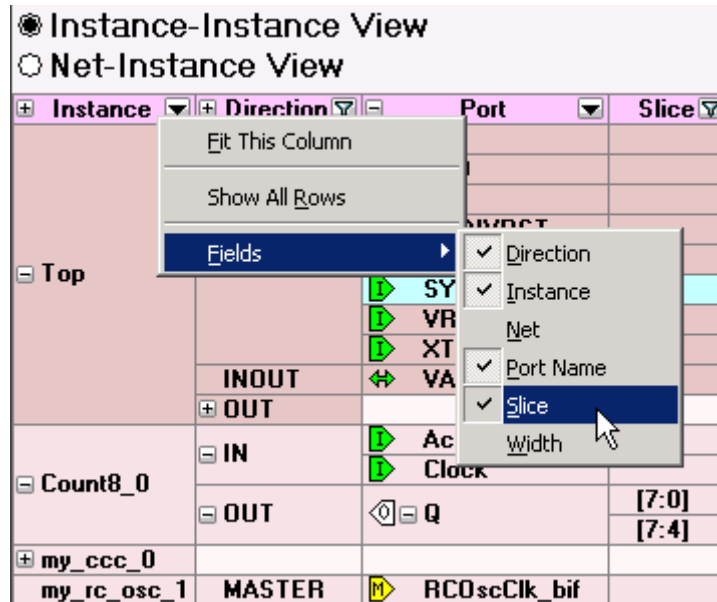 Instance-Instance View
Net-Instance View
Instance Direction Port Slice
Fit This Column
Show All Rows
Fields
Direction
Instance
Net
Port Name
Slice
Width
Top
I SY
I VR
I XT
INOUT VA
OUT
Count8_0
IN
I Ac
I Clock
OUT
O Q
[7:0]
[7:4]
my_ccc_0
my_rc_osc_1 MASTER M RCOscClk_bif